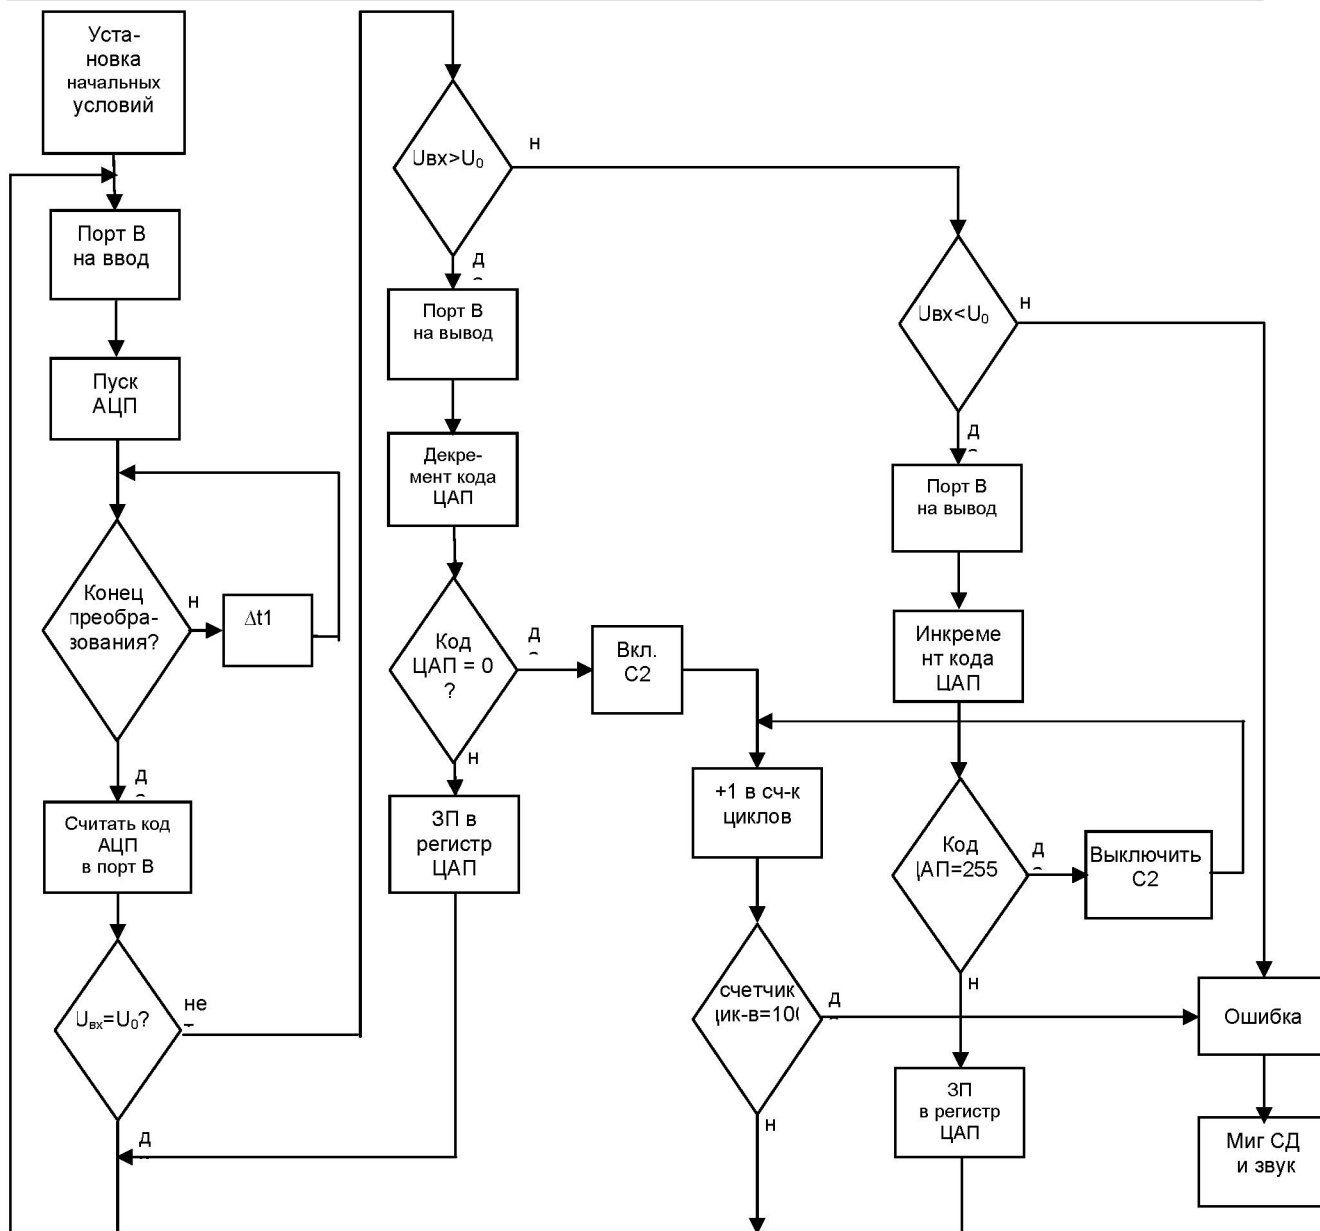 Уста-
новка
начальных
условий
Порт В
на ввод
Пуск
АЦП
Конец
преобра-
зования?
н
Δt1
д
Считать код
АЦП
в порт В
Uвх=U₀?
не
д
Uвх>U₀
н
д
Порт В
на вывод
Декре-
мент кода
ЦАП
Код
ЦАП = 0
?
д
н
Вкл.
С2
ЗП в
регистр
ЦАП
+1 в сч-к
циклов
счетчик
д
н
Uвх<U₀
н
д
Порт В
на вывод
Инкреме
нт кода
ЦАП
Код
ЦАП=255
д
н
Выключить
С2
ЗП
в регистр
ЦАП
Ошибка
Миг СД
и звук